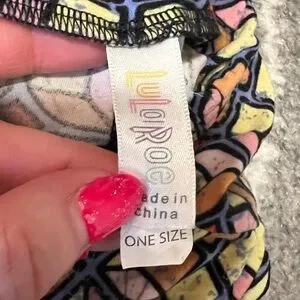 LuLaRoe
ade in
china
ONE SIZE